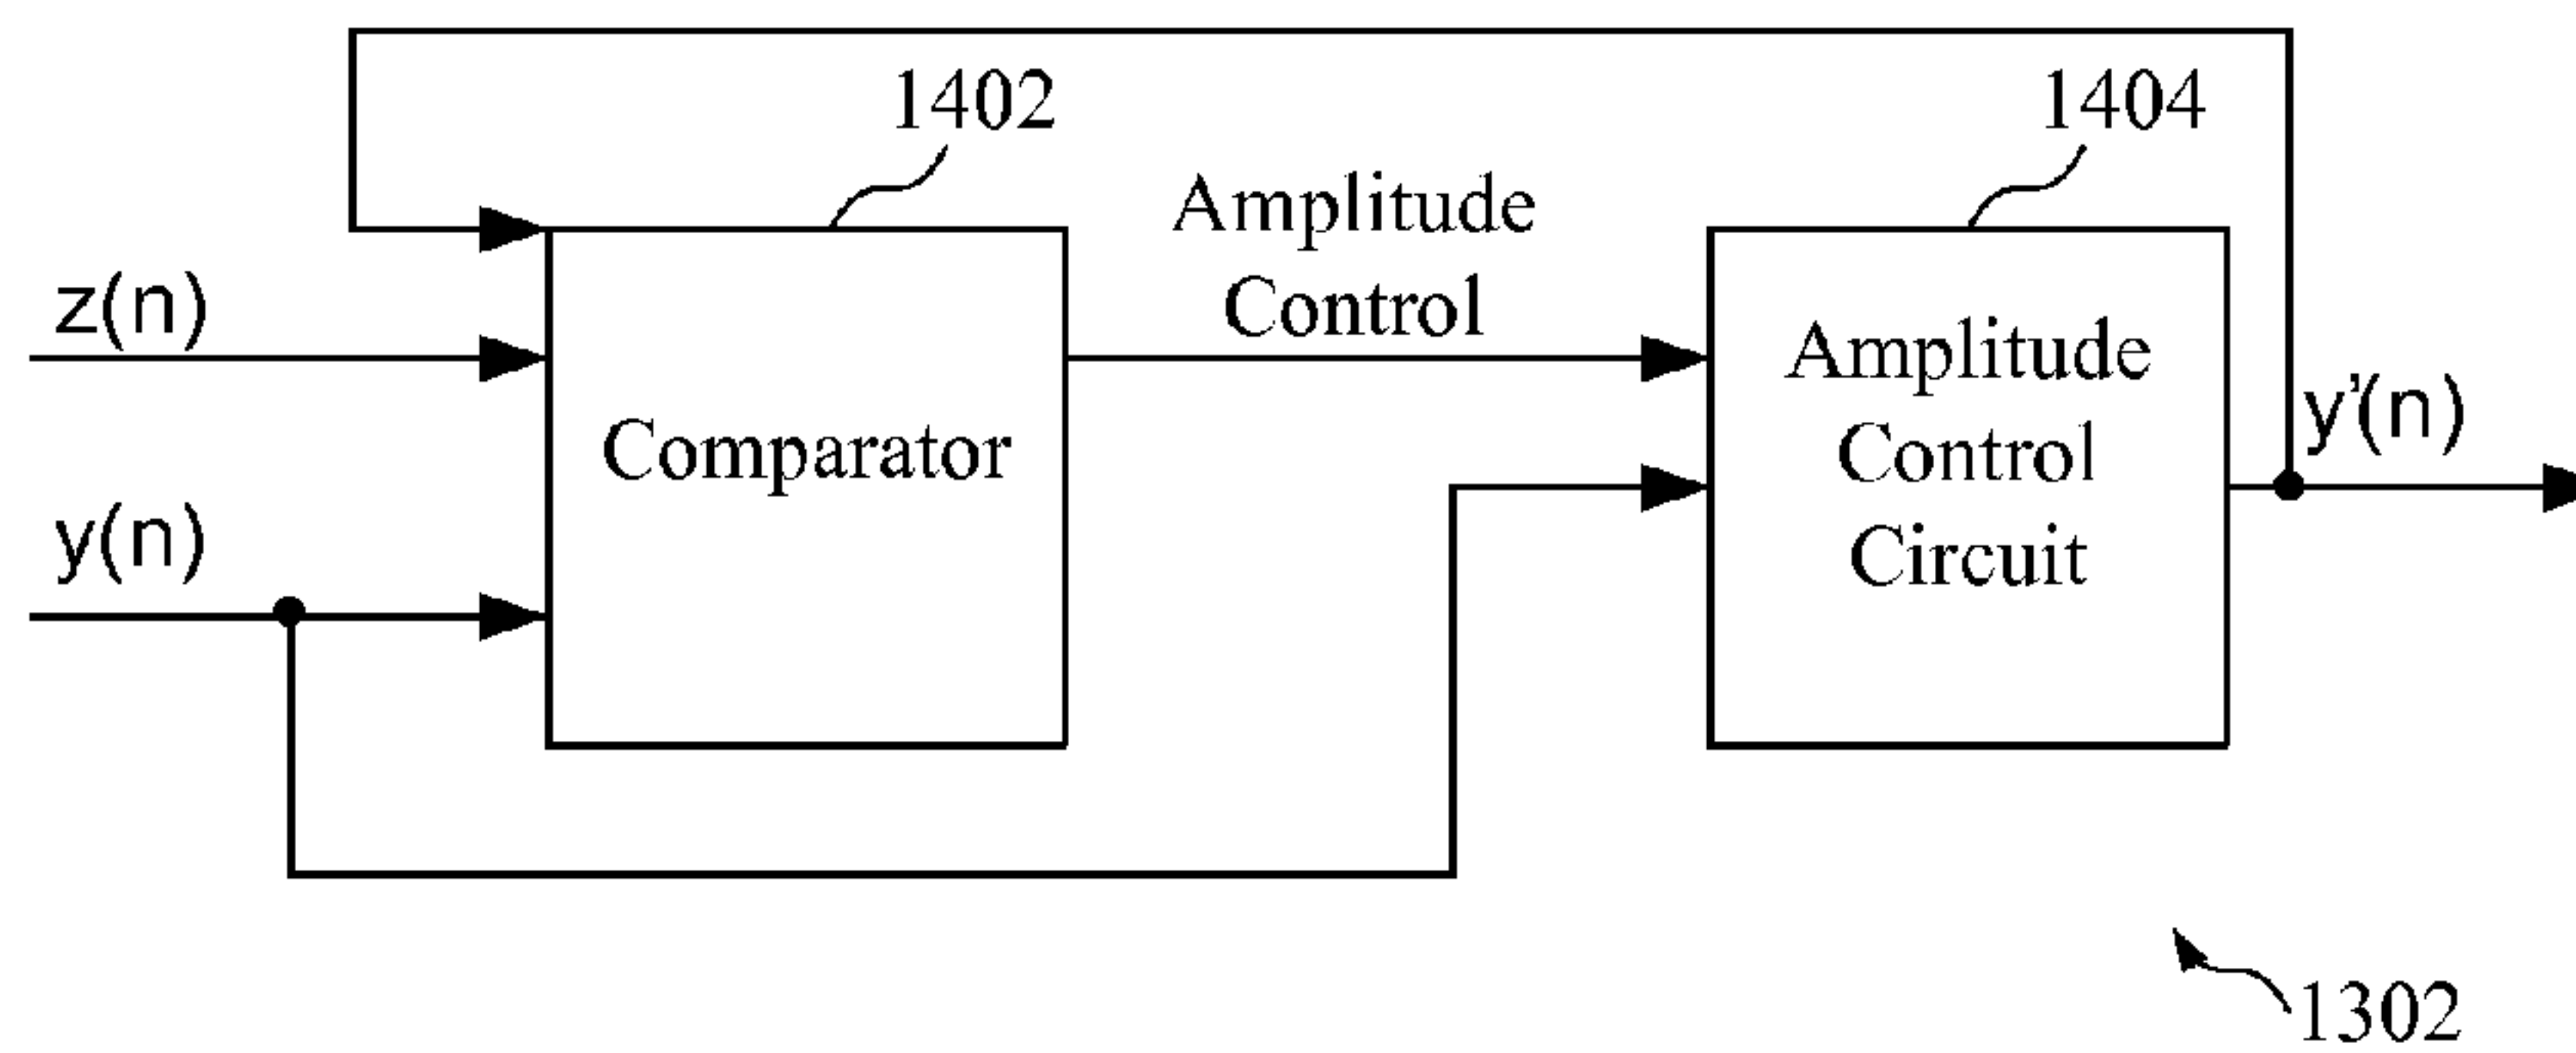 1402
1404
Amplitude
Control
z(n)
y(n)
Comparator
Amplitude
Control
Circuit
y'(n)
1302